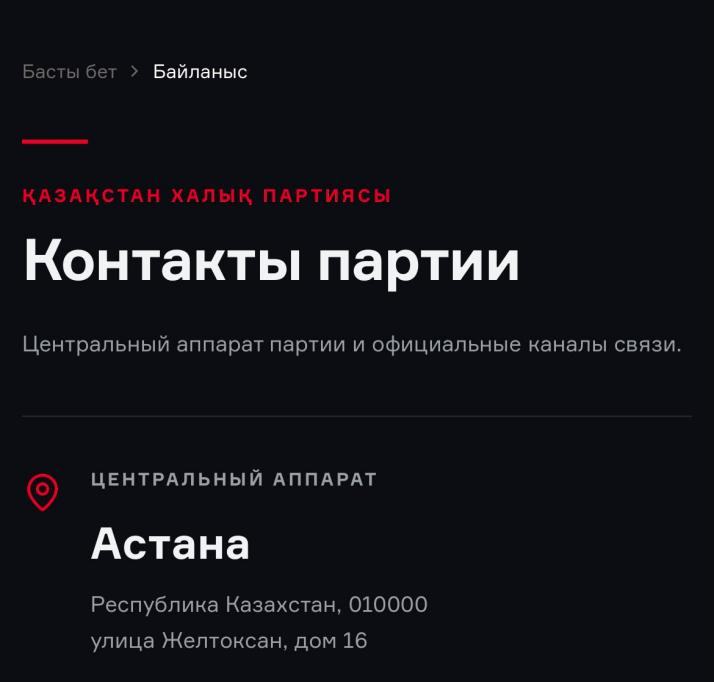 Басты бет > Байланыс
ҚАЗАҚСТАН ХАЛЫҚ ПАРТИЯСЫ
Контакты партии
Центральный аппарат партии и официальные каналы связи.
ЦЕНТРАЛЬНЫЙ АППАРАТ
Астана
Республика Казахстан, 010000
улица Желтоксан, дом 16